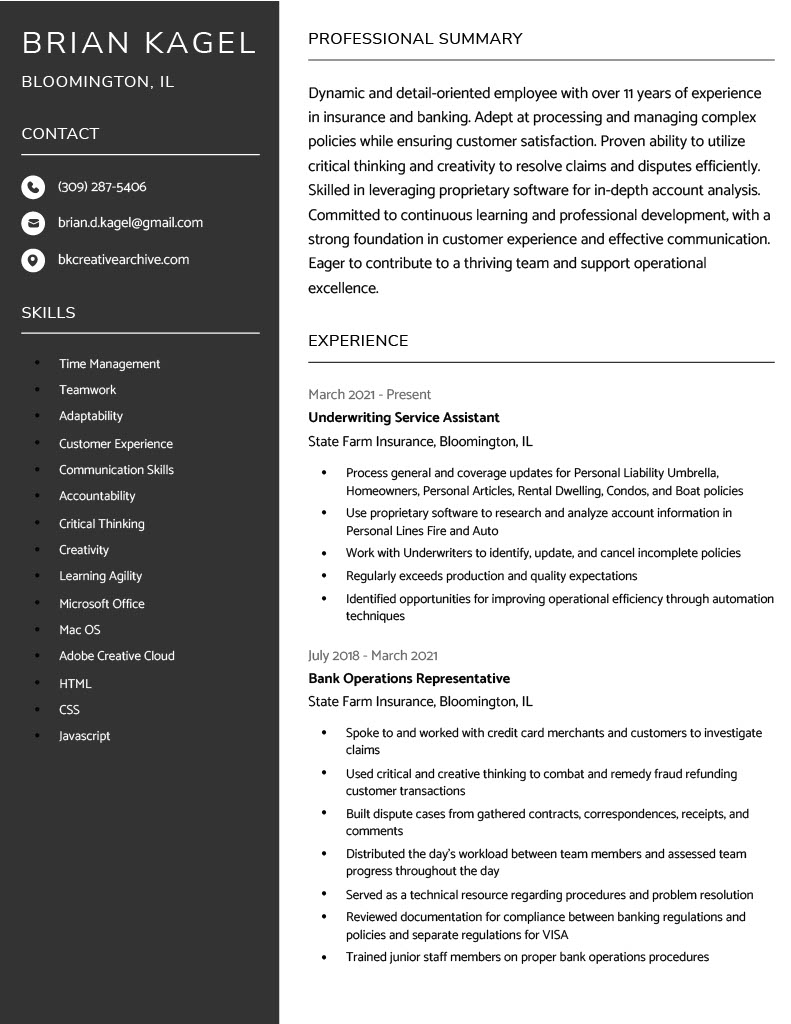 BRIAN KAGEL
BLOOMINGTON, IL
CONTACT
(309) 287-5406
brian.d.kagel@gmail.com
bkcreativearchive.com
SKILLS
Time Management
Teamwork
Adaptability
Customer Experience
Communication Skills
Accountability
Critical Thinking
Creativity
Learning Agility
Microsoft Office
Mac OS
Adobe Creative Cloud
HTML
CSS
Javascript
PROFESSIONAL SUMMARY
Dynamic and detail-oriented employee with over 11 years of experience
in insurance and banking. Adept at processing and managing complex
policies while ensuring customer satisfaction. Proven ability to utilize
critical thinking and creativity to resolve claims and disputes efficiently.
Skilled in leveraging proprietary software for in-depth account analysis.
Committed to continuous learning and professional development, with a
strong foundation in customer experience and effective communication.
Eager to contribute to a thriving team and support operational
excellence.
EXPERIENCE
March 2021 - Present
Underwriting Service Assistant
State Farm Insurance, Bloomington, IL
• Process general and coverage updates for Personal Liability Umbrella,
Homeowners, Personal Articles, Rental Dwelling, Condos, and Boat policies
• Use proprietary software to research and analyze account information in
Personal Lines Fire and Auto
• Work with Underwriters to identify, update, and cancel incomplete policies
• Regularly exceeds production and quality expectations
• Identified opportunities for improving operational efficiency through automation
techniques
July 2018 - March 2021
Bank Operations Representative
State Farm Insurance, Bloomington, IL
• Spoke to and worked with credit card merchants and customers to investigate
claims
• Used critical and creative thinking to combat and remedy fraud refunding
customer transactions
• Built dispute cases from gathered contracts, correspondences, receipts, and
comments
• Distributed the day's workload between team members and assessed team
progress throughout the day
• Served as a technical resource regarding procedures and problem resolution
• Reviewed documentation for compliance between banking regulations and
policies and separate regulations for VISA
• Trained junior staff members on proper bank operations procedures